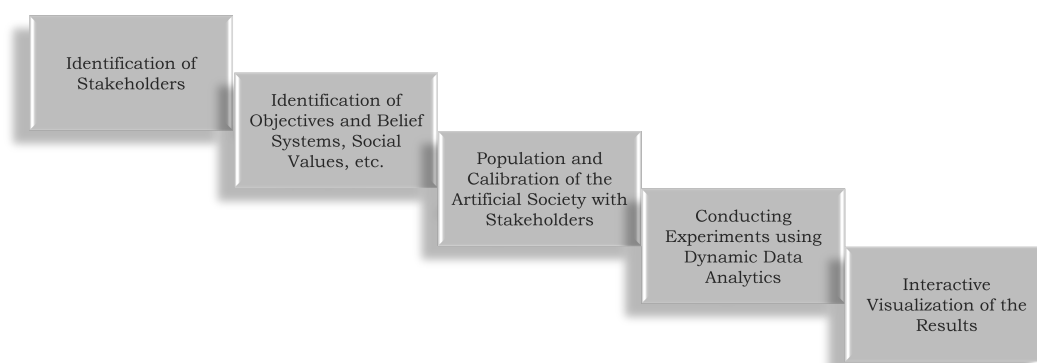 Identification of
Stakeholders
Identification of
Objectives and Belief
Systems, Social
Values, etc.
Population and
Calibration of the
Artificial Society with
Stakeholders
Conducting
Experiments using
Dynamic Data
Analytics
Interactive
Visualization of the
Results